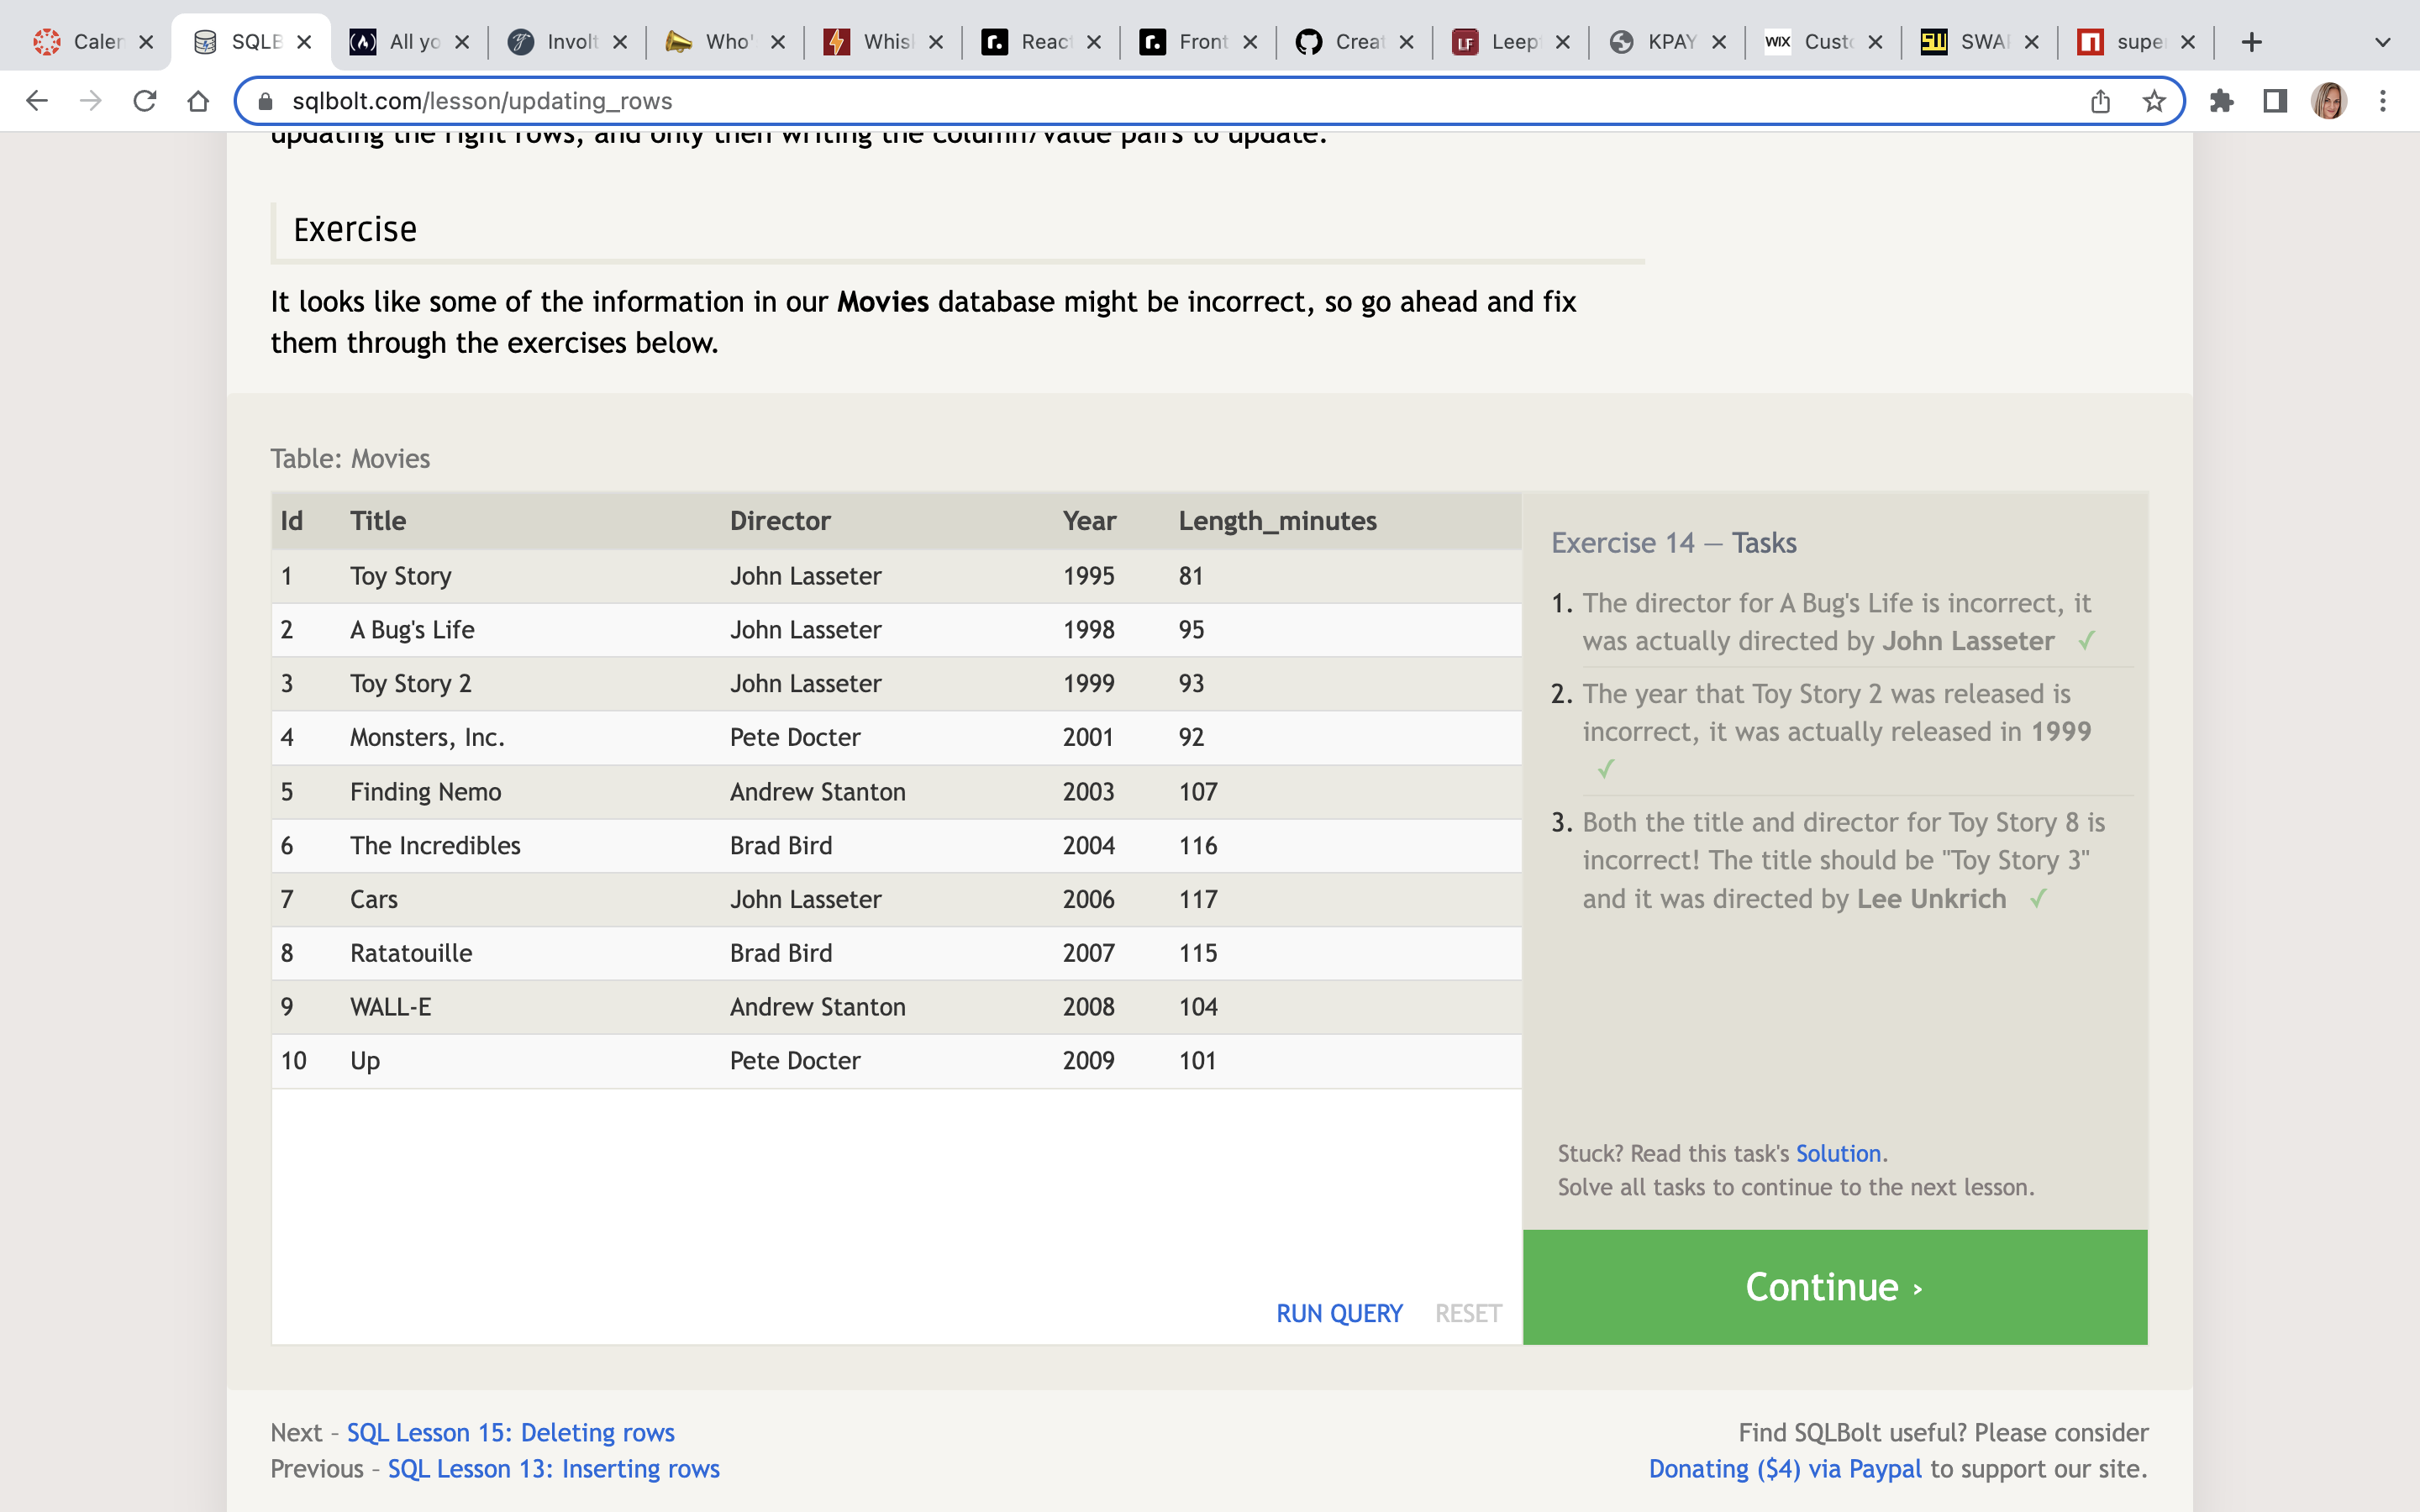 Caler
SQLB
All yo
Involt
Who'
Whis
Reac
Front
Creat
Leep
KPAY
Custo
SWAP
supe
sqlbolt.com/lesson/updating_rows
updating the right rows, and only then writing the column/value pairs to update.
Exercise
It looks like some of the information in our Movies database might be incorrect, so go ahead and fix
them through the exercises below.
Table: Movies
Id Title Director Year Length_minutes
1 Toy Story John Lasseter 1995 81
2 A Bug's Life John Lasseter 1998 95
3 Toy Story 2 John Lasseter 1999 93
4 Monsters, Inc. Pete Docter 2001 92
5 Finding Nemo Andrew Stanton 2003 107
6 The Incredibles Brad Bird 2004 116
7 Cars John Lasseter 2006 117
8 Ratatouille Brad Bird 2007 115
9 WALL-E Andrew Stanton 2008 104
10 Up Pete Docter 2009 101
RUN QUERY RESET
Exercise 14 — Tasks
1. The director for A Bug's Life is incorrect, it
was actually directed by John Lasseter ✓
2. The year that Toy Story 2 was released is
incorrect, it was actually released in 1999
✓
3. Both the title and director for Toy Story 8 is
incorrect! The title should be "Toy Story 3"
and it was directed by Lee Unkrich ✓
Stuck? Read this task's Solution.
Solve all tasks to continue to the next lesson.
Continue ›
Next – SQL Lesson 15: Deleting rows
Previous – SQL Lesson 13: Inserting rows
Find SQLBolt useful? Please consider
Donating ($4) via Paypal to support our site.